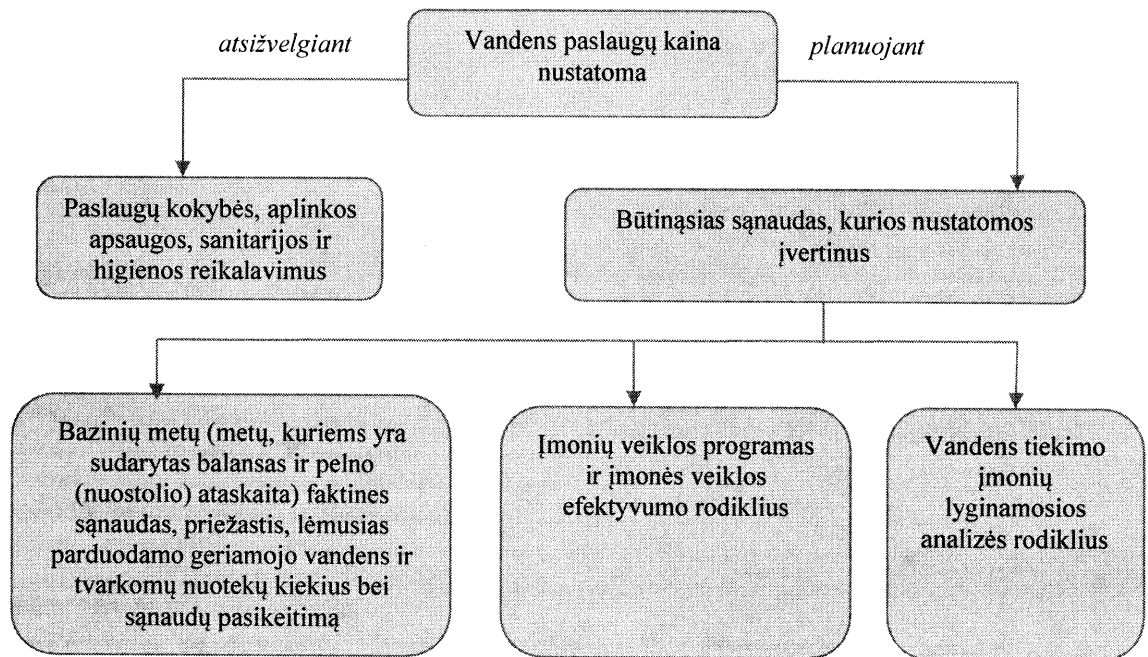 atsižvelgiant
Vandens paslaugų kaina
nustatoma
planuojant
Paslaugų kokybės, aplinkos
apsaugos, sanitarijos ir
higienos reikalavimus
Būtinąsias sąnaudas, kurios nustatomos
įvertinus
Bazinių metų (metų, kuriems yra
sudarytas balansas ir pelno
(nuostolio) ataskaita) faktines
sąnaudas, priežastis, lėmusias
parduodamo geriamojo vandens ir
tvarkomų nuotekų kiekius bei
sąnaudų pasikeitimą
Įmonių veiklos programas
ir įmonės veiklos
efektyvumo rodiklius
Vandens tiekimo
įmonių
lyginamosios
analizės rodiklius